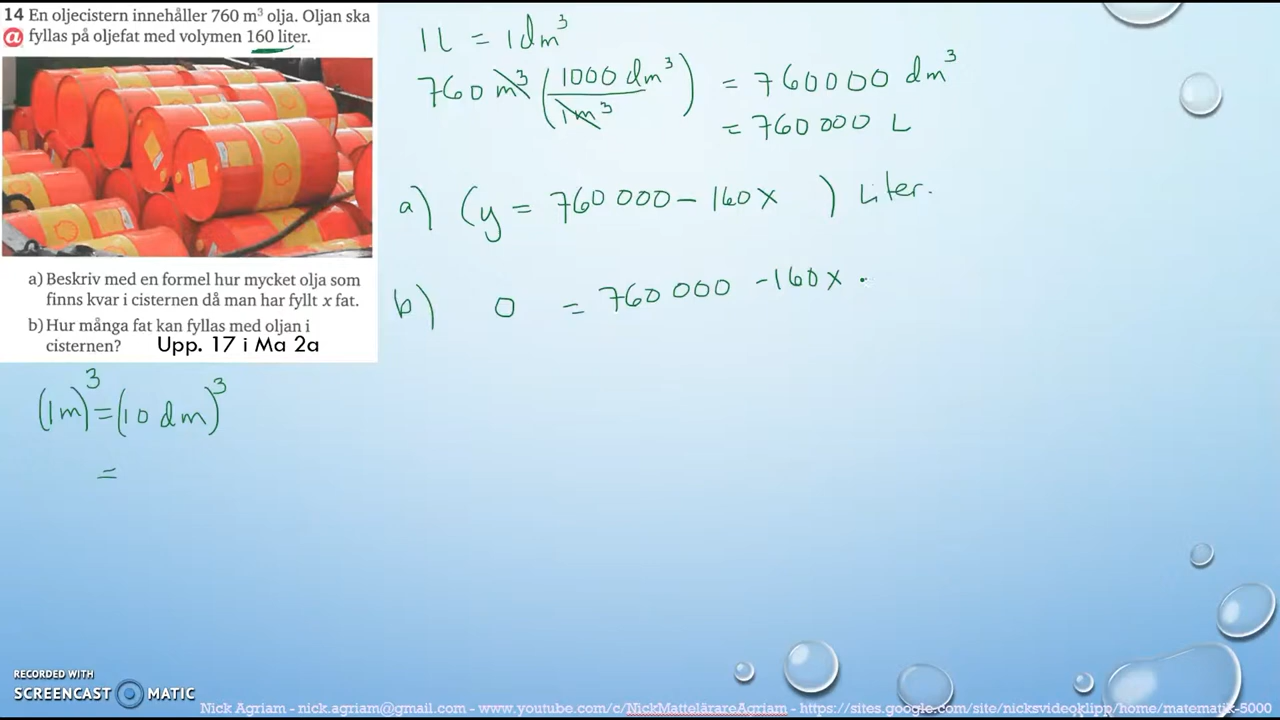 14 En oljecistern innehåller 760 m³ olja. Oljan ska
a fyllas på oljefat med volymen 160 liter.
a) Beskriv med en formel hur mycket olja som
finns kvar i cisternen då man har fyllt x fat.
b) Hur många fat kan fyllas med oljan i
cisternen? Upp. 17 i Ma 2a
(1m)³ = (10 dm)³
=
1L = 1dm³
760 m³ (1000 dm³ / 1m³) = 760000 dm³
= 760 000 L
a) (y = 760 000 - 160x ) Liter.
b) 0 = 760 000 - 160x
RECORDED WITH
SCREENCAST MATIC
Nick Agriam - nick.agriam@gmail.com - www.youtube.com/c/NickMattelärareAgriam - https://sites.google.com/site/nicksvideoklipp/home/matematik-5000